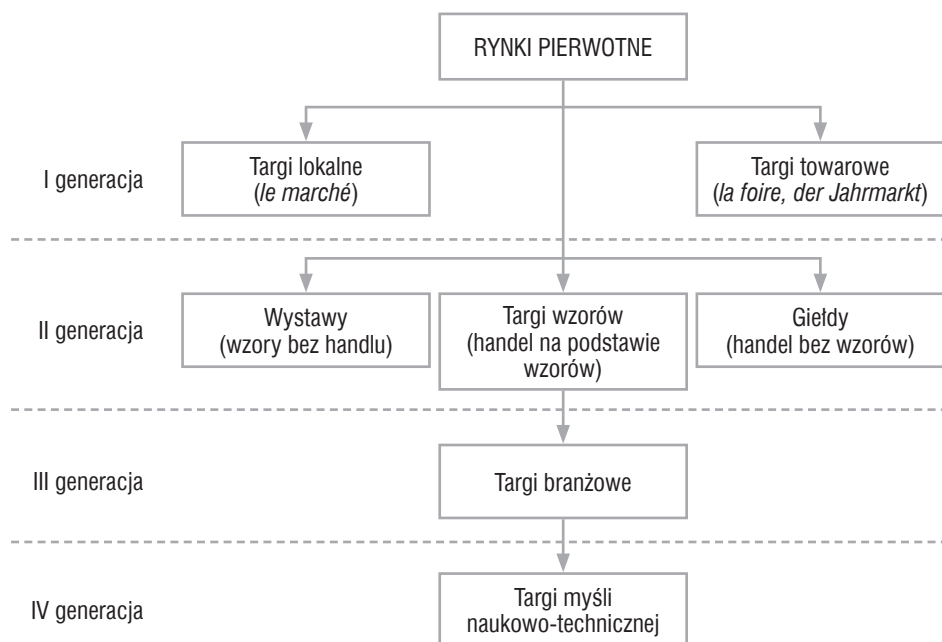 RYNKI PIERWOTNE
I generacja
Targi lokalne
(le marché)
Targi towarowe
(la foire, der Jahrmarkt)
II generacja
Wystawy
(wzory bez handlu)
Targi wzorów
(handel na podstawie
wzorów)
Giełdy
(handel bez wzorów)
III generacja
Targi branżowe
IV generacja
Targi myśli
naukowo-technicznej